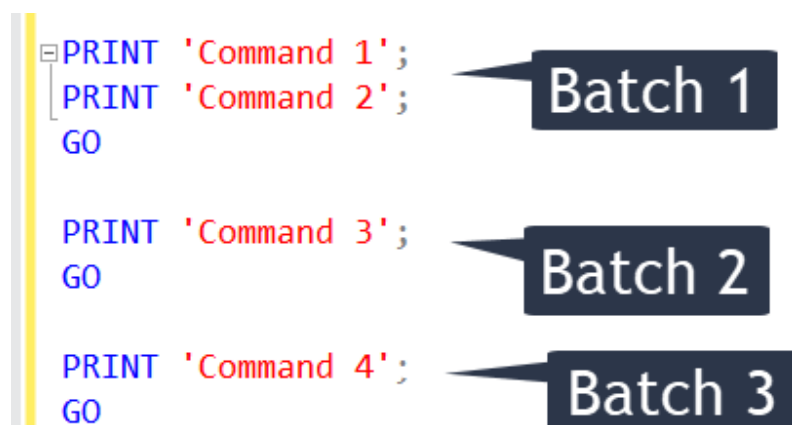 PRINT 'Command 1';
PRINT 'Command 2';
Batch 1
GO
PRINT 'Command 3';
Batch 2
GO
PRINT 'Command 4';
Batch 3
GO